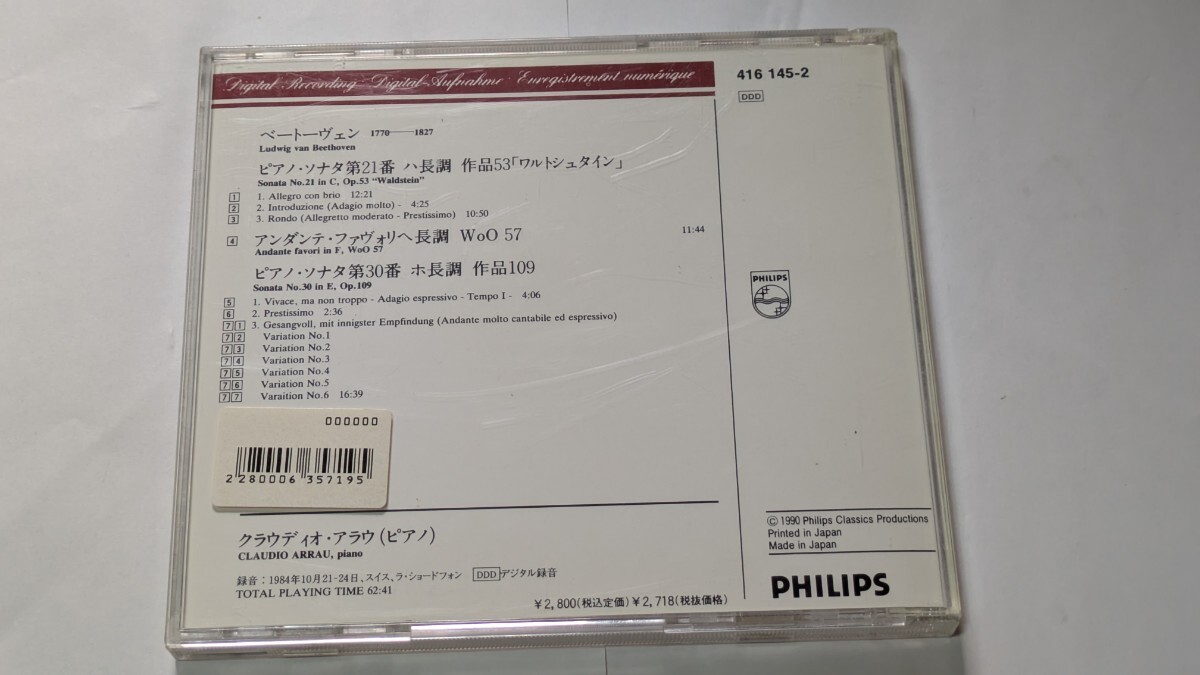 Digital Recording · Digital-Aufnahme · Enregistrement numérique
416 145-2
DDD
ベートーヴェン 1770――1827
Ludwig van Beethoven
ピアノ・ソナタ第21番 ハ長調 作品53「ワルトシュタイン」
Sonata No.21 in C, Op.53 "Waldstein"
1 1. Allegro con brio 12:21
2 2. Introduzione (Adagio molto) - 4:25
3 3. Rondo (Allegretto moderato - Prestissimo) 10:50
4 アンダンテ・ファヴォリヘ長調 WoO 57 11:44
Andante favori in F, WoO 57
ピアノ・ソナタ第30番 ホ長調 作品109
Sonata No.30 in E, Op.109
5 1. Vivace, ma non troppo - Adagio espressivo - Tempo I - 4:06
6 2. Prestissimo 2:36
7 1 3. Gesangvoll, mit innigster Empfindung (Andante molto cantabile ed espressivo)
7 2 Variation No.1
7 3 Variation No.2
7 4 Variation No.3
7 5 Variation No.4
7 6 Variation No.5
7 7 Varaition No.6 16:39
PHILIPS
000000
2 280006 357195
クラウディオ・アラウ(ピアノ)
CLAUDIO ARRAU, piano
録音:1984年10月21-24日、スイス、ラ・ショードフォン DDD デジタル録音
TOTAL PLAYING TIME 62:41
¥2,800(税込定価)¥2,718(税抜価格)
© 1990 Philips Classics Productions
Printed in Japan
Made in Japan
PHILIPS